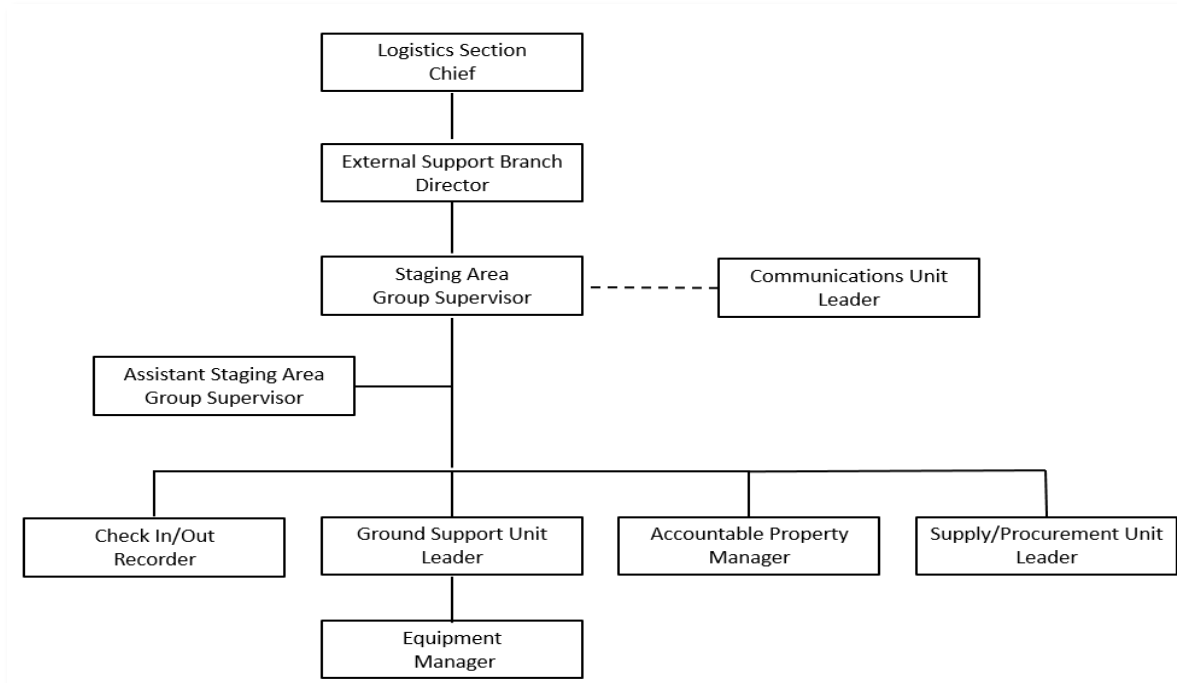 Logistics Section
Chief
External Support Branch
Director
Staging Area
Group Supervisor
Communications Unit
Leader
Assistant Staging Area
Group Supervisor
Check In/Out
Recorder
Ground Support Unit
Leader
Accountable Property
Manager
Supply/Procurement Unit
Leader
Equipment
Manager